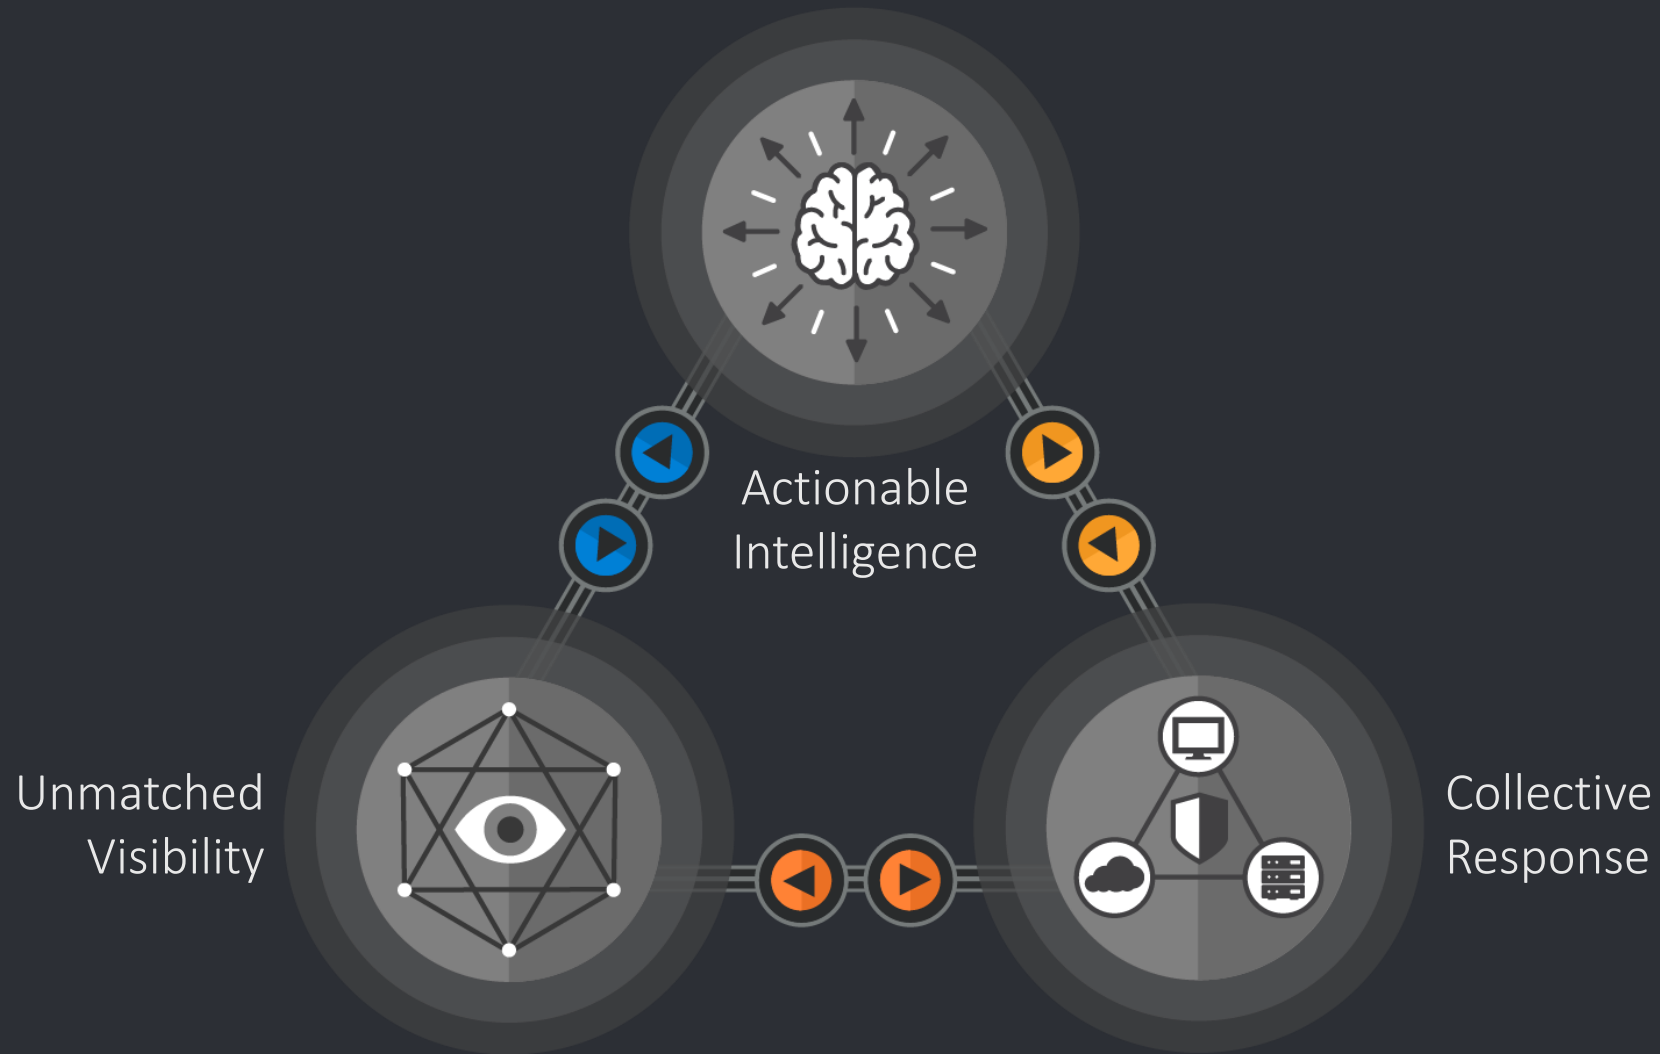 Actionable
Intelligence
Unmatched
Visibility
Collective
Response